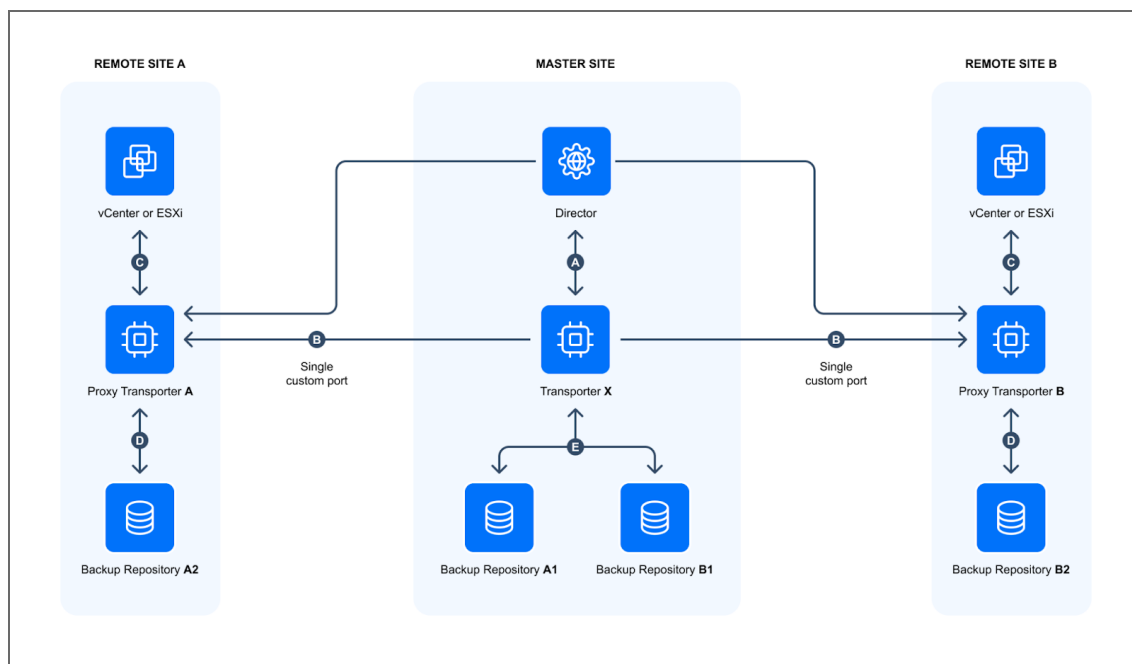 REMOTE SITE A
MASTER SITE
REMOTE SITE B
vCenter or ESXi
Director
vCenter or ESXi
C
A
C
B
B
Single
custom port
Single
custom port
Proxy Transporter A
Transporter X
Proxy Transporter B
D
E
D
Backup Repository A2
Backup Repository A1
Backup Repository B1
Backup Repository B2